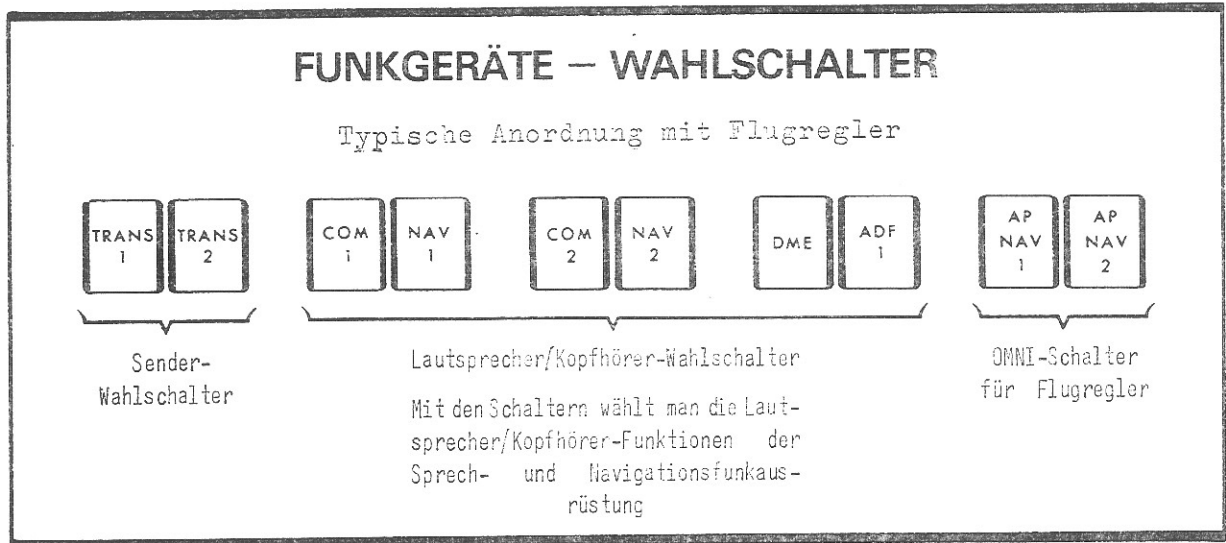 FUNKGERÄTE – WAHLSCHALTER
Typische Anordnung mit Flugregler
TRANS 1
TRANS 2
COM 1
NAV 1
COM 2
NAV 2
DME
ADF 1
AP NAV 1
AP NAV 2
Sender-
Wahlschalter
Lautsprecher/Kopfhörer-Wahlschalter
Mit den Schaltern wählt man die Laut-
sprecher/Kopfhörer-Funktionen der
Sprech- und Navigationsfunkaus-
rüstung
OMNI-Schalter
für Flugregler